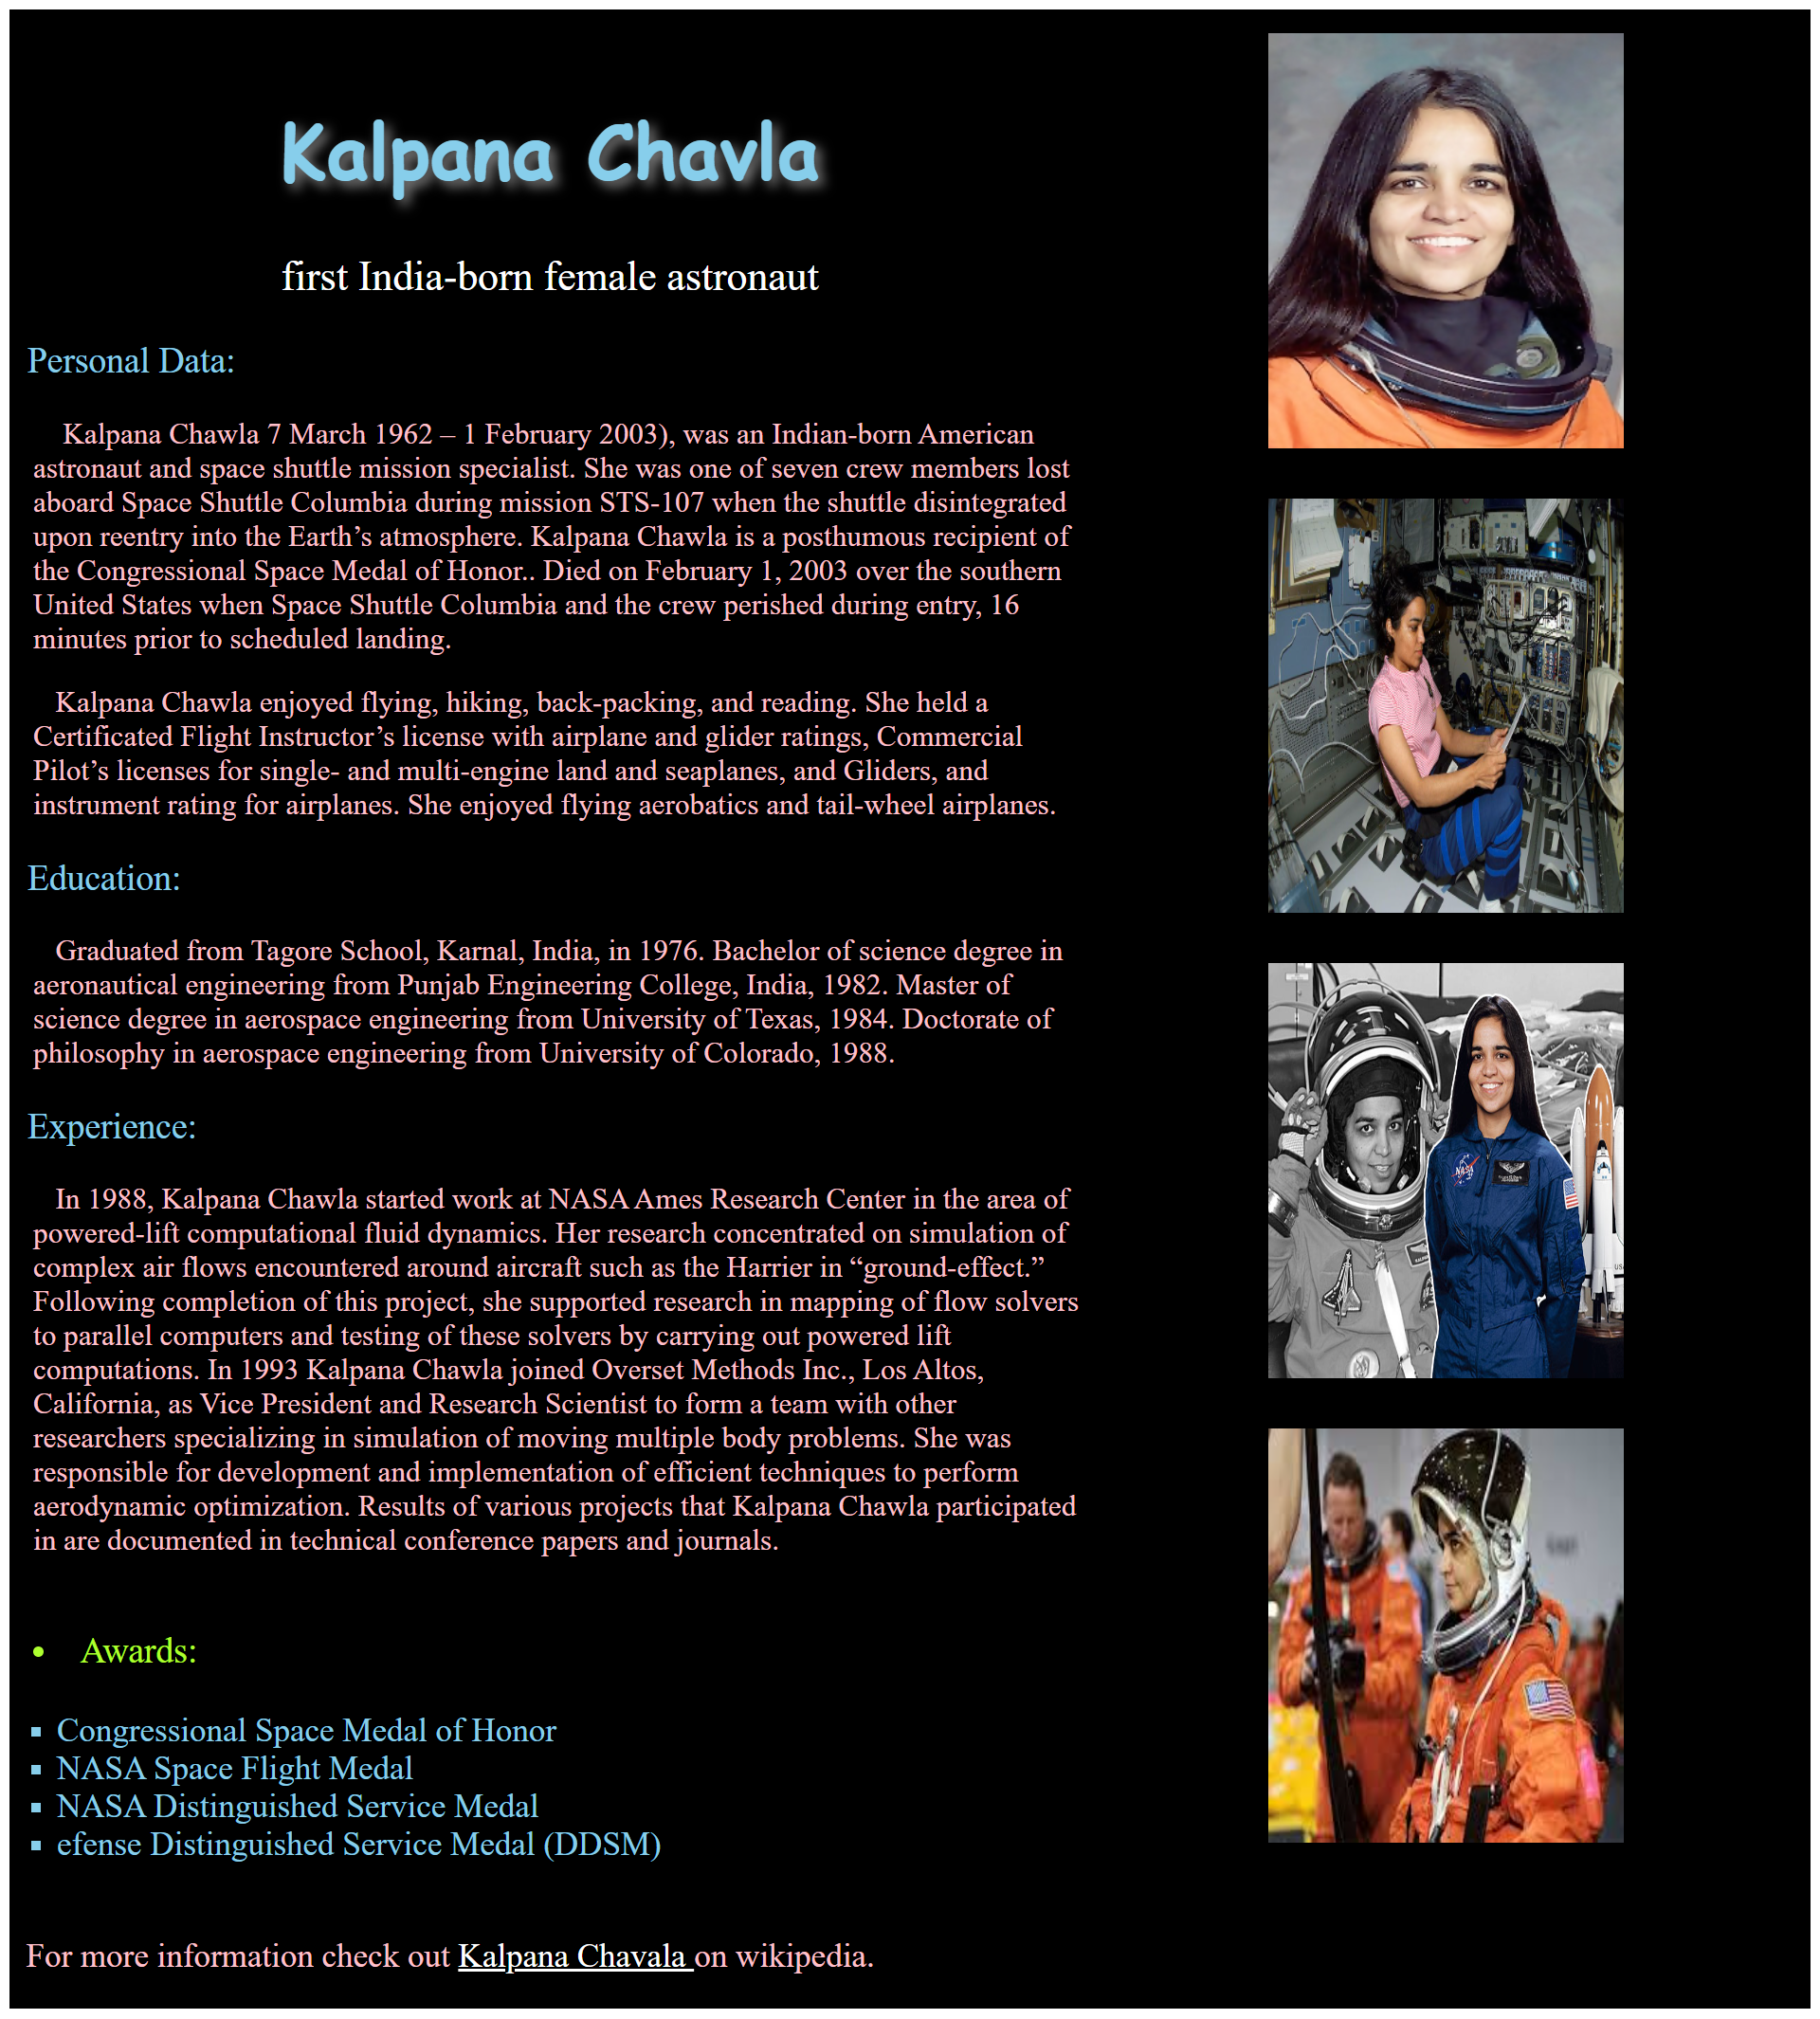 Kalpana Chavla
first India-born female astronaut
Personal Data:
Kalpana Chawla 7 March 1962 – 1 February 2003), was an Indian-born American
astronaut and space shuttle mission specialist. She was one of seven crew members lost
aboard Space Shuttle Columbia during mission STS-107 when the shuttle disintegrated
upon reentry into the Earth’s atmosphere. Kalpana Chawla is a posthumous recipient of
the Congressional Space Medal of Honor.. Died on February 1, 2003 over the southern
United States when Space Shuttle Columbia and the crew perished during entry, 16
minutes prior to scheduled landing.
Kalpana Chawla enjoyed flying, hiking, back-packing, and reading. She held a
Certificated Flight Instructor’s license with airplane and glider ratings, Commercial
Pilot’s licenses for single- and multi-engine land and seaplanes, and Gliders, and
instrument rating for airplanes. She enjoyed flying aerobatics and tail-wheel airplanes.
Education:
Graduated from Tagore School, Karnal, India, in 1976. Bachelor of science degree in
aeronautical engineering from Punjab Engineering College, India, 1982. Master of
science degree in aerospace engineering from University of Texas, 1984. Doctorate of
philosophy in aerospace engineering from University of Colorado, 1988.
Experience:
In 1988, Kalpana Chawla started work at NASA Ames Research Center in the area of
powered-lift computational fluid dynamics. Her research concentrated on simulation of
complex air flows encountered around aircraft such as the Harrier in “ground-effect.”
Following completion of this project, she supported research in mapping of flow solvers
to parallel computers and testing of these solvers by carrying out powered lift
computations. In 1993 Kalpana Chawla joined Overset Methods Inc., Los Altos,
California, as Vice President and Research Scientist to form a team with other
researchers specializing in simulation of moving multiple body problems. She was
responsible for development and implementation of efficient techniques to perform
aerodynamic optimization. Results of various projects that Kalpana Chawla participated
in are documented in technical conference papers and journals.
• Awards:
▪ Congressional Space Medal of Honor
▪ NASA Space Flight Medal
▪ NASA Distinguished Service Medal
▪ efense Distinguished Service Medal (DDSM)
For more information check out Kalpana Chavala on wikipedia.
NASA